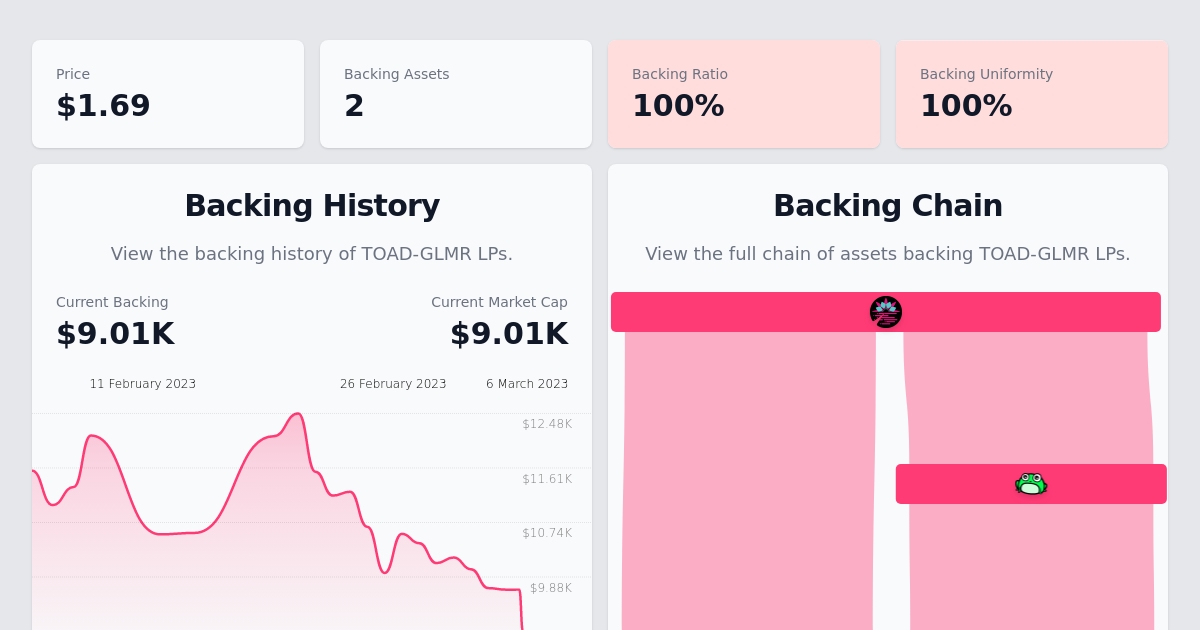 Price
$1.69
Backing Assets
2
Backing Ratio
100%
Backing Uniformity
100%
Backing History
View the backing history of TOAD-GLMR LPs.
Current Backing
$9.01K
Current Market Cap
$9.01K
11 February 2023
26 February 2023
6 March 2023
$12.48K
$11.61K
$10.74K
$9.88K
Backing Chain
View the full chain of assets backing TOAD-GLMR LPs.